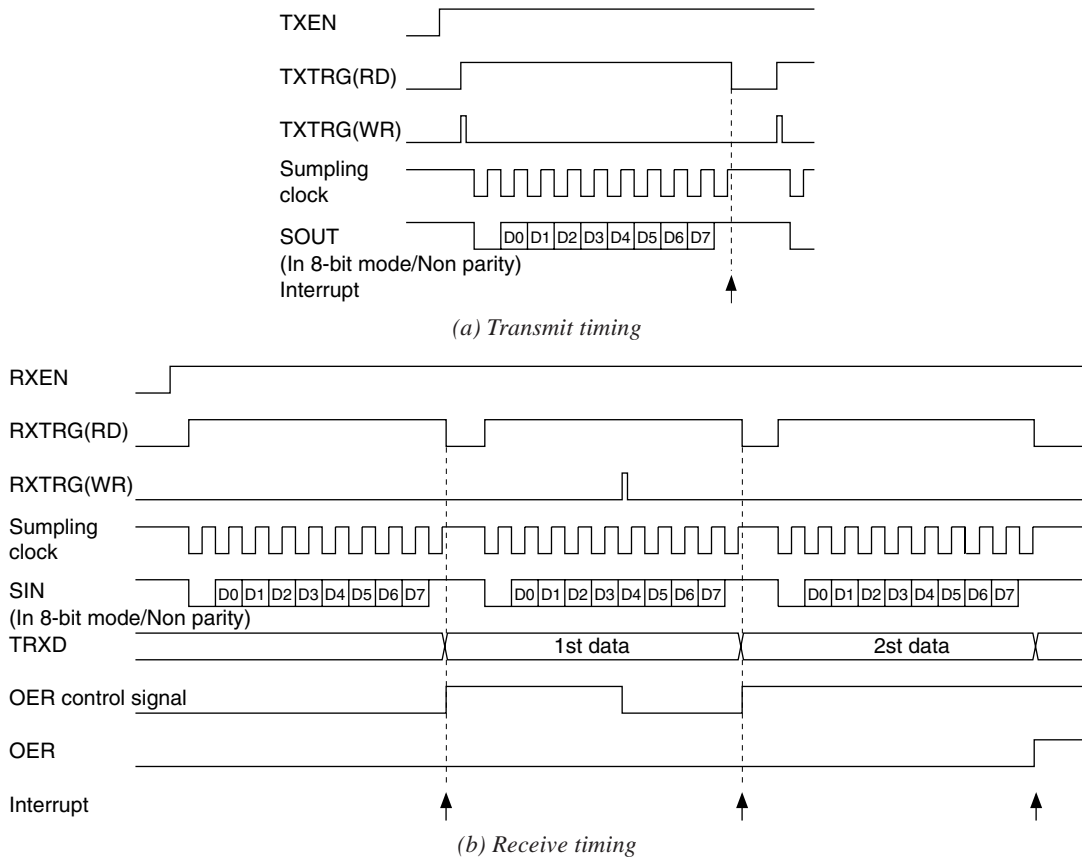 TXEN
TXTRG(RD)
TXTRG(WR)
Sumpling
clock
SOUT D0 D1 D2 D3 D4 D5 D6 D7
(In 8-bit mode/Non parity)
Interrupt
(a) Transmit timing
RXEN
RXTRG(RD)
RXTRG(WR)
Sumpling
clock
SIN D0 D1 D2 D3 D4 D5 D6 D7 D0 D1 D2 D3 D4 D5 D6 D7 D0 D1 D2 D3 D4 D5 D6 D7
(In 8-bit mode/Non parity)
TRXD 1st data 2st data
OER control signal
OER
Interrupt
(b) Receive timing